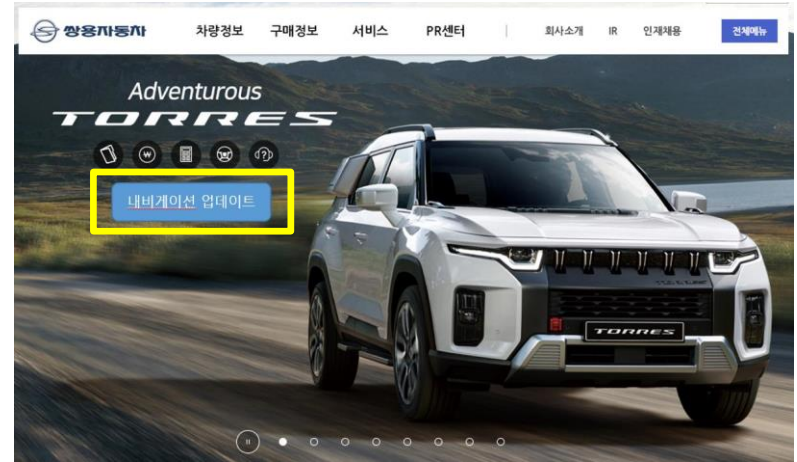 쌍용자동차 차량정보 구매정보 서비스 PR센터 회사소개 IR 인재채용 전체메뉴
Adventurous
TORRES
내비게이션 업데이트
TORRES